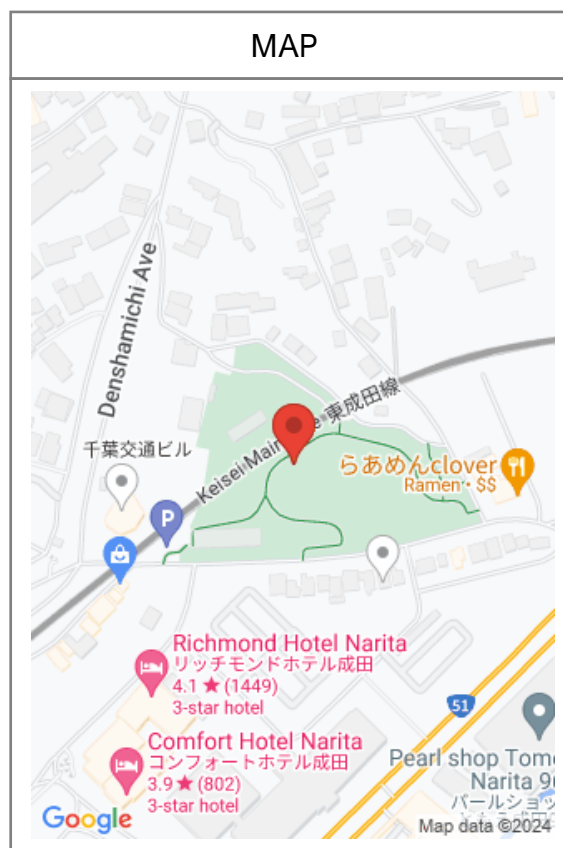 MAP
Denshamichi Ave
千葉交通ビル
Keisei Main
東成田線
P
らあめんclover
Ramen · $$
Richmond Hotel Narita
リッチモンドホテル成田
4.1 ★ (1449)
3-star hotel
51
Comfort Hotel Narita
コンフォートホテル成田
3.9 ★ (802)
3-star hotel
Pearl shop
Narita
パールショッ
Google
Map data ©2024